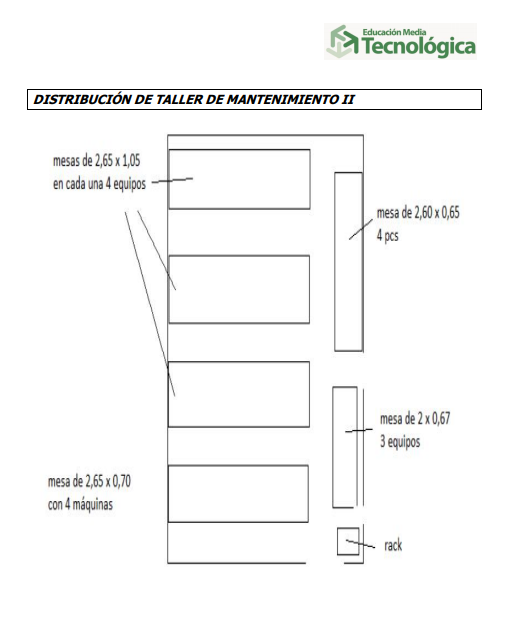 Educación Media
Tecnológica
DISTRIBUCIÓN DE TALLER DE MANTENIMIENTO II
mesas de 2,65 x 1,05
en cada una 4 equipos
mesa de 2,60 x 0,65
4 pcs
mesa de 2 x 0,67
3 equipos
mesa de 2,65 x 0,70
con 4 máquinas
rack